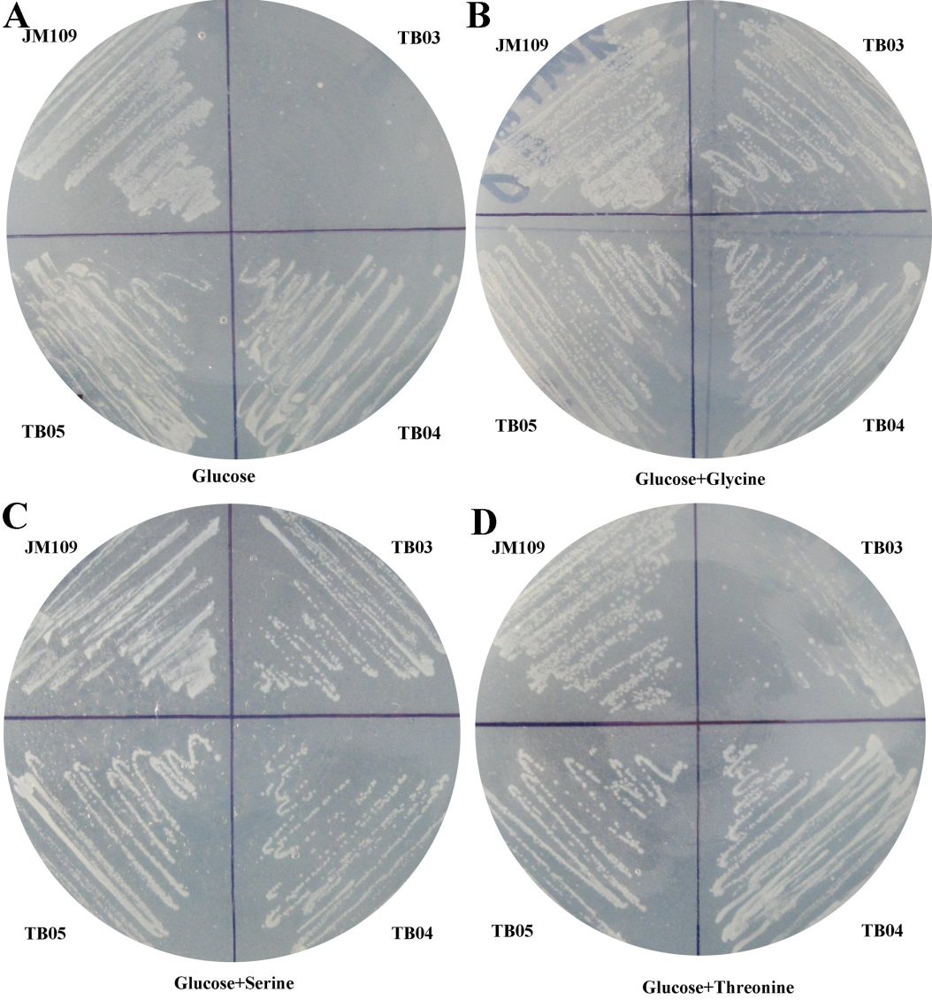 A
JM109
TB03
TB05
TB04
Glucose
B
JM109
TB03
TB05
TB04
Glucose+Glycine
C
JM109
TB03
TB05
TB04
Glucose+Serine
D
JM109
TB03
TB05
TB04
Glucose+Threonine